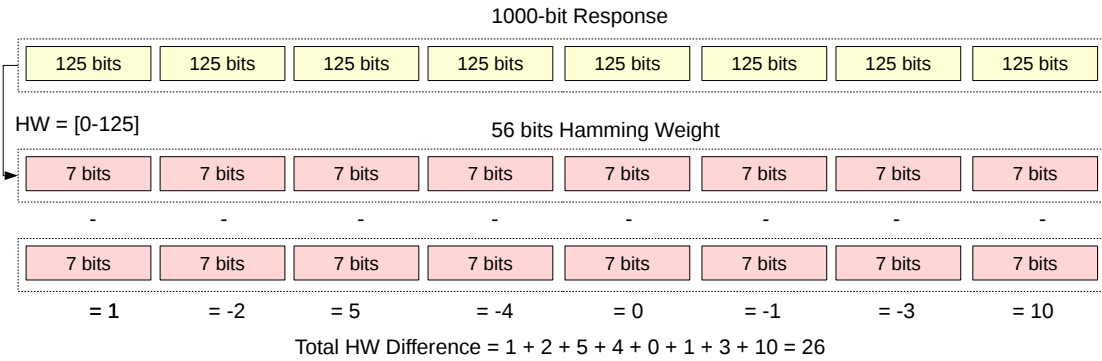 1000-bit Response
125 bits 125 bits 125 bits 125 bits 125 bits 125 bits 125 bits 125 bits
HW = [0-125]
56 bits Hamming Weight
7 bits 7 bits 7 bits 7 bits 7 bits 7 bits 7 bits 7 bits
- - - - - - - -
7 bits 7 bits 7 bits 7 bits 7 bits 7 bits 7 bits 7 bits
= 1 = -2 = 5 = -4 = 0 = -1 = -3 = 10
Total HW Difference = 1 + 2 + 5 + 4 + 0 + 1 + 3 + 10 = 26